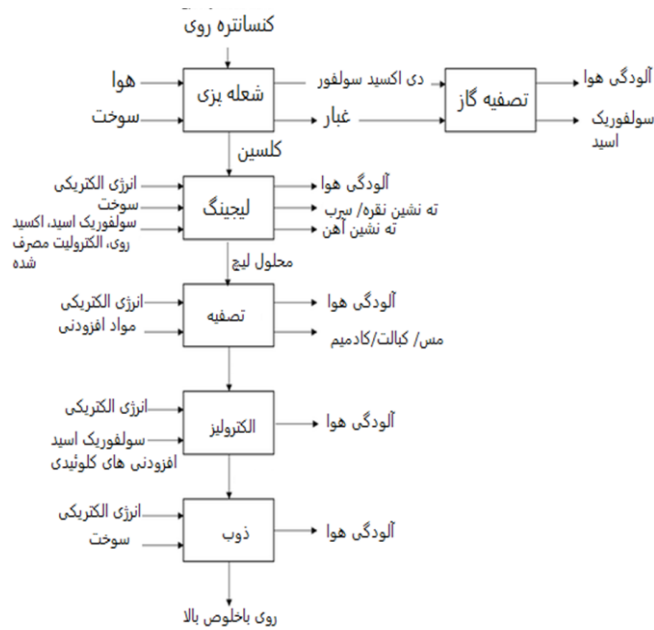 کنسانتره روی
هوا
سوخت
شعله پزی
دی اکسید سولفور
غبار
تصفیه گاز
آلودگی هوا
سولفوریک
اسید
کلسین
انرژی الکتریکی
سوخت
سولفوریک اسید، اکسید
روی، الکترولیت مصرف
شده
لیچینگ
آلودگی هوا
ته نشین نقره/ سرب
ته نشین آهن
محلول لیچ
انرژی الکتریکی
مواد افزودنی
تصفیه
آلودگی هوا
مس/ کبالت/کادمیم
انرژی الکتریکی
سولفوریک اسید
افزودنی های کلوئیدی
الکترولیز
آلودگی هوا
انرژی الکتریکی
سوخت
ذوب
آلودگی هوا
روی باخلوص بالا